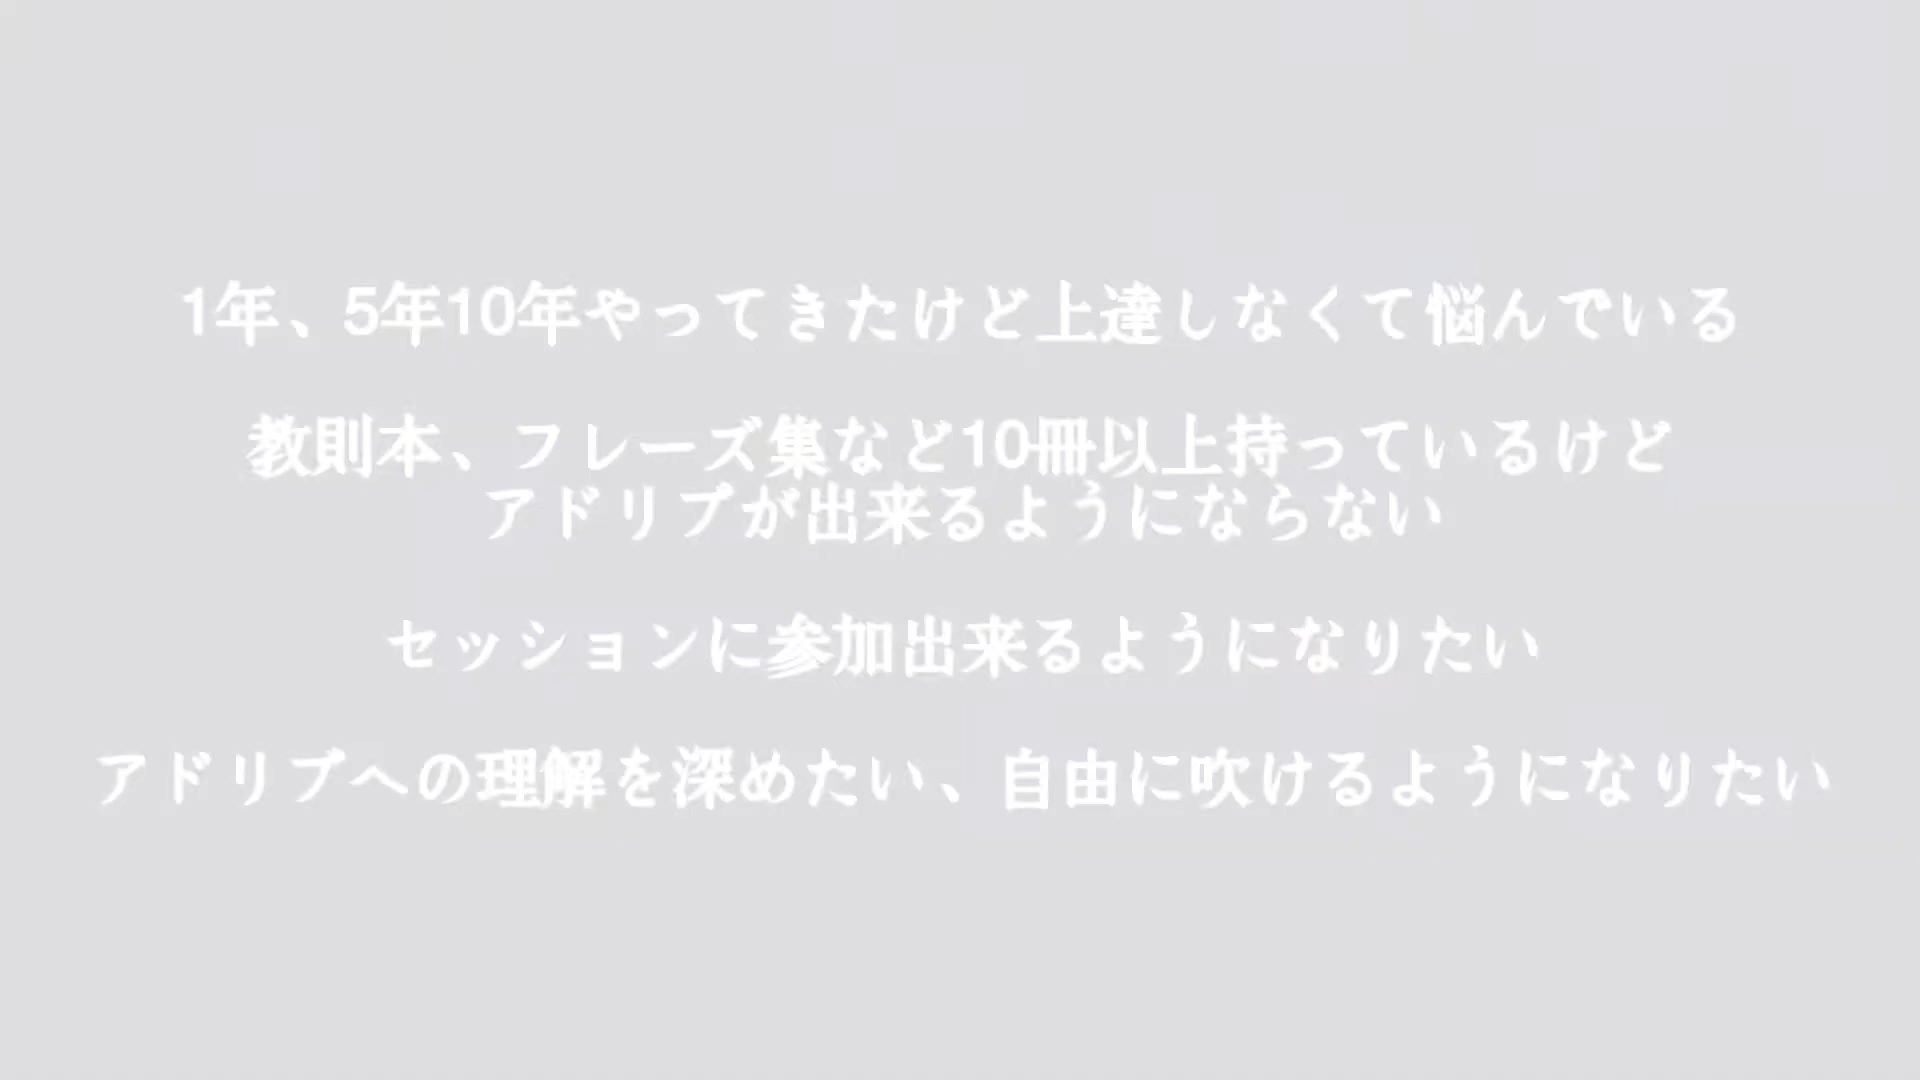 1年、5年10年やってきたけど上達しなくて悩んでいる
教則本、フレーズ集など10冊以上持っているけど
アドリブが出来るようにならない
セッションに参加出来るようになりたい
アドリブへの理解を深めたい、自由に吹けるようになりたい